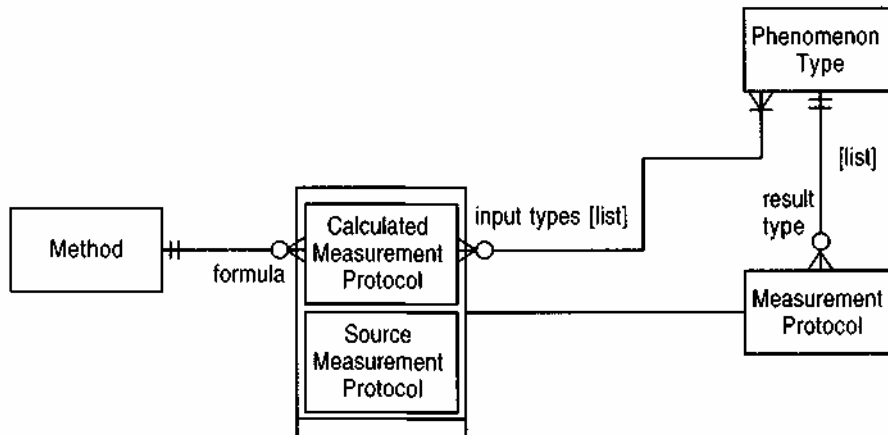 Phenomenon
Type
[list]
result
type
Method
formula
Calculated
Measurement
Protocol
input types [list]
Source
Measurement
Protocol
Measurement
Protocol